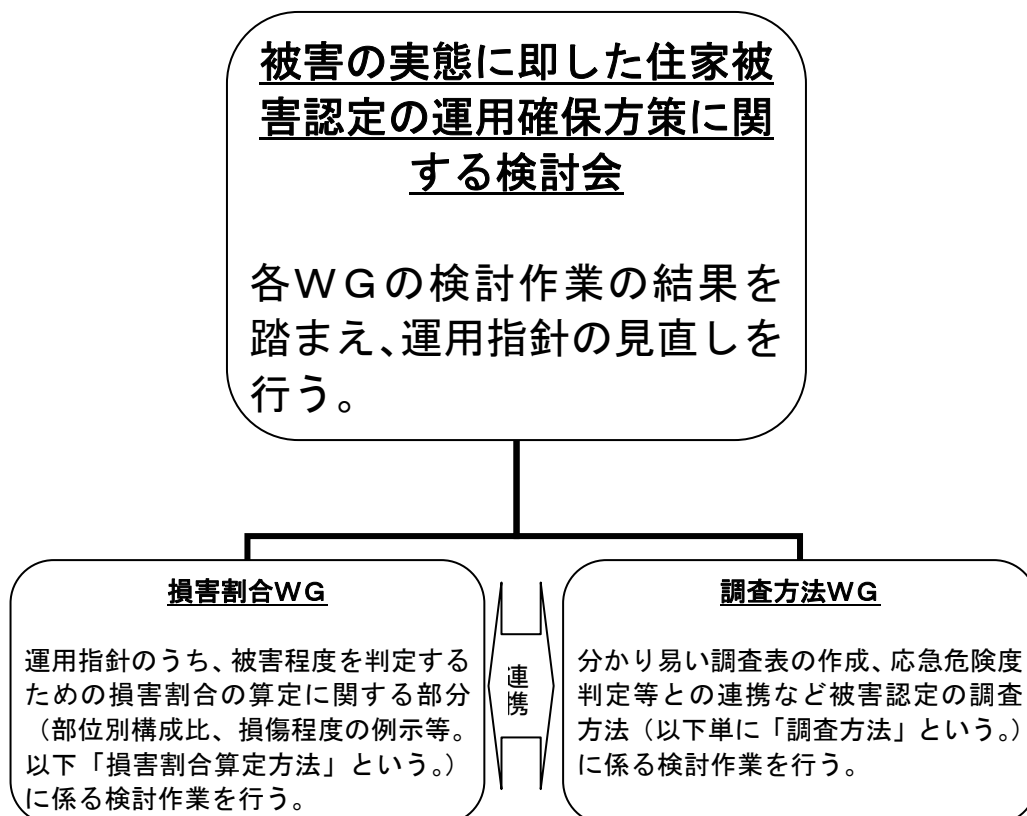 被害の実態に即した住家被
害認定の運用確保方策に関
する検討会
各ＷＧの検討作業の結果を
踏まえ、運用指針の見直しを
行う。
損害割合ＷＧ
運用指針のうち、被害程度を判定する
ための損害割合の算定に関する部分
（部位別構成比、損傷程度の例示等。
以下「損害割合算定方法」という。）
に係る検討作業を行う。
連
携
調査方法ＷＧ
分かり易い調査表の作成、応急危険度
判定等との連携など被害認定の調査
方法（以下単に「調査方法」という。）
に係る検討作業を行う。